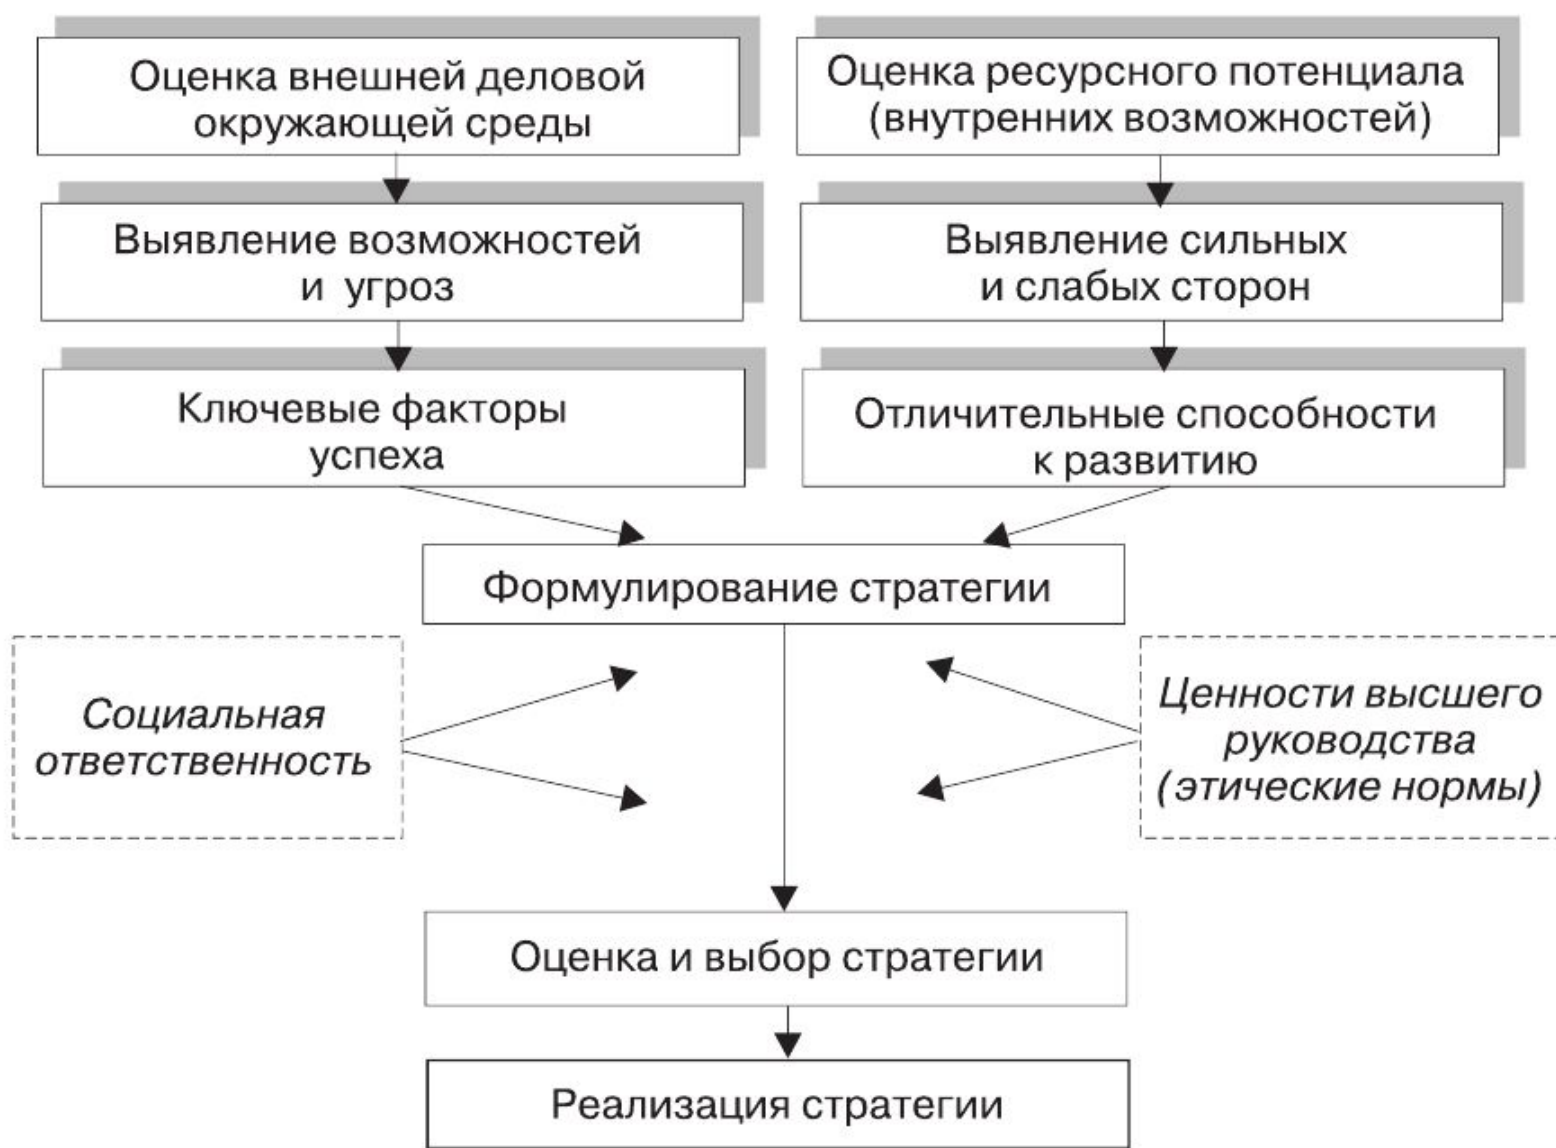 Оценка внешней деловой
окружающей среды
Оценка ресурсного потенциала
(внутренних возможностей)
Выявление возможностей
и угроз
Выявление сильных
и слабых сторон
Ключевые факторы
успеха
Отличительные способности
к развитию
Формулирование стратегии
Социальная
ответственность
Ценности высшего
руководства
(этические нормы)
Оценка и выбор стратегии
Реализация стратегии